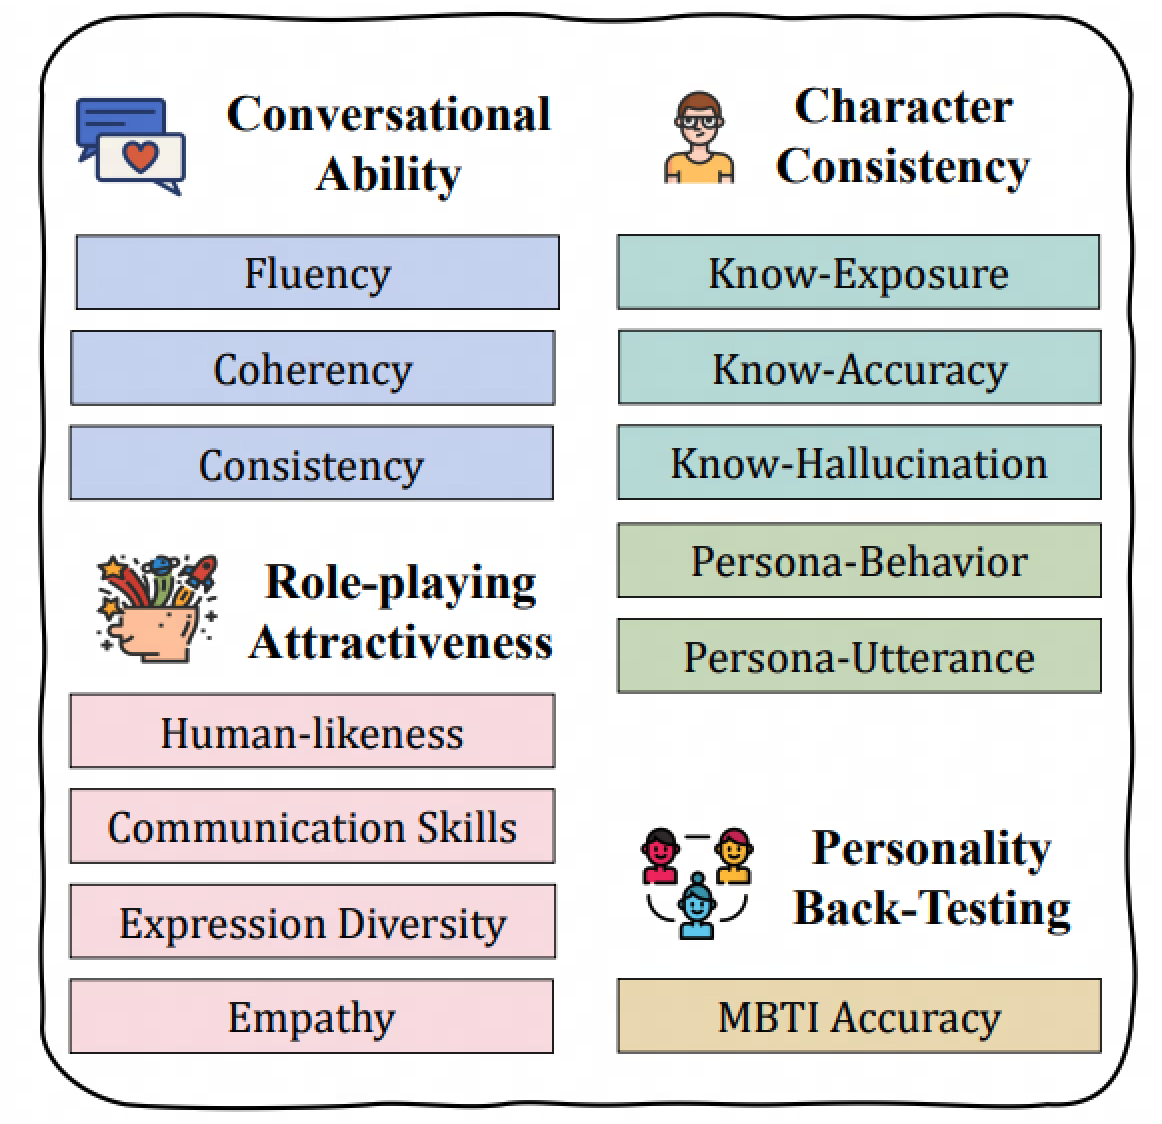 Conversational
Ability
Fluency
Coherency
Consistency
Role-playing
Attractiveness
Human-likeness
Communication Skills
Expression Diversity
Empathy
Character
Consistency
Know-Exposure
Know-Accuracy
Know-Hallucination
Persona-Behavior
Persona-Utterance
Personality
Back-Testing
MBTI Accuracy